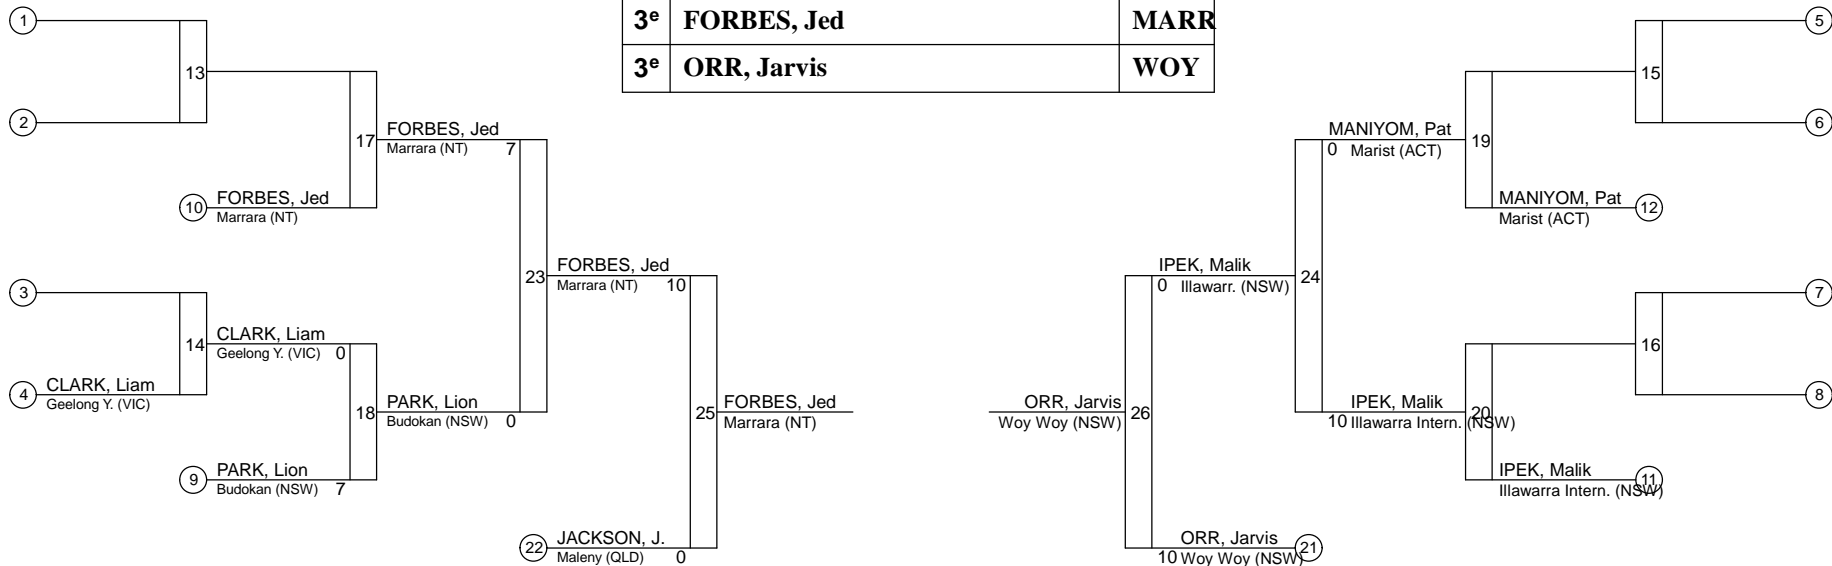 3e FORBES, Jed MARR
3e ORR, Jarvis WOY
1
13
2
17
FORBES, Jed
Marrara (NT) 7
10 FORBES, Jed
Marrara (NT)
3
14
CLARK, Liam
Geelong Y. (VIC) 0
4 CLARK, Liam
Geelong Y. (VIC)
18
PARK, Lion
Budokan (NSW) 0
9 PARK, Lion
Budokan (NSW) 7
23
FORBES, Jed
Marrara (NT) 10
25
FORBES, Jed
Marrara (NT)
22 JACKSON, J.
Maleny (QLD) 0
5
15
6
19
MANIYOM, Pat
0 Marist (ACT)
MANIYOM, Pat 12
Marist (ACT)
IPEK, Malik
0 Illawarr. (NSW)
24
7
16
8
20
IPEK, Malik
10 Illawarra Intern. (NSW)
IPEK, Malik 11
Illawarra Intern. (NSW)
ORR, Jarvis
Woy Woy (NSW)
26
ORR, Jarvis 21
10 Woy Woy (NSW)